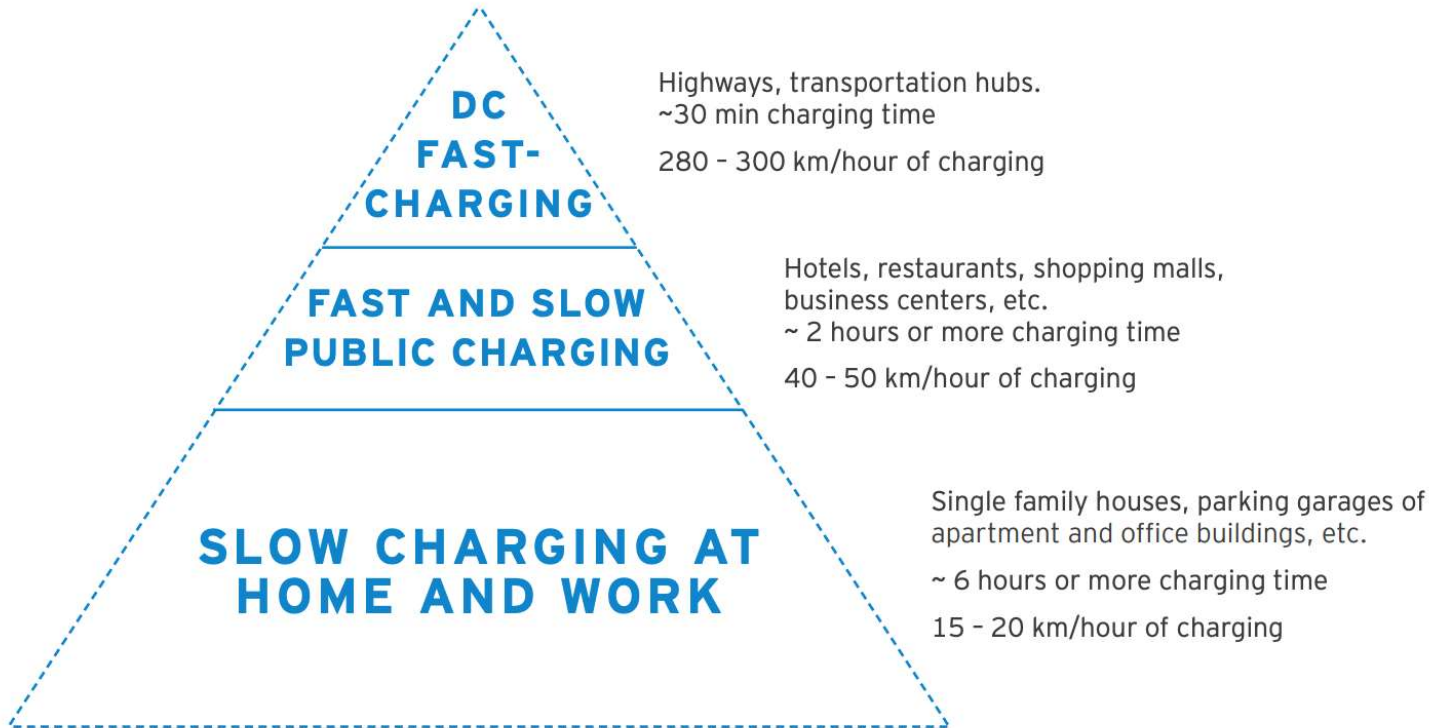 DC
FAST-
CHARGING
Highways, transportation hubs.
~30 min charging time
280 – 300 km/hour of charging
FAST AND SLOW
PUBLIC CHARGING
Hotels, restaurants, shopping malls,
business centers, etc.
~ 2 hours or more charging time
40 – 50 km/hour of charging
SLOW CHARGING AT
HOME AND WORK
Single family houses, parking garages of
apartment and office buildings, etc.
~ 6 hours or more charging time
15 – 20 km/hour of charging